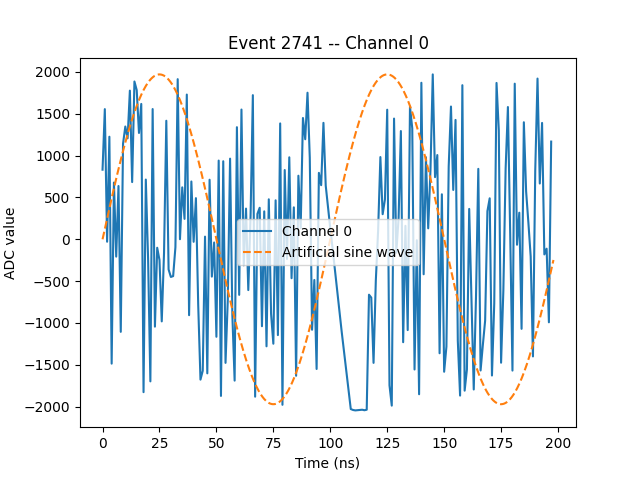 Event 2741 -- Channel 0
ADC value
2000
1500
1000
500
0
−500
−1000
−1500
−2000
Channel 0
Artificial sine wave
0 25 50 75 100 125 150 175 200
Time (ns)